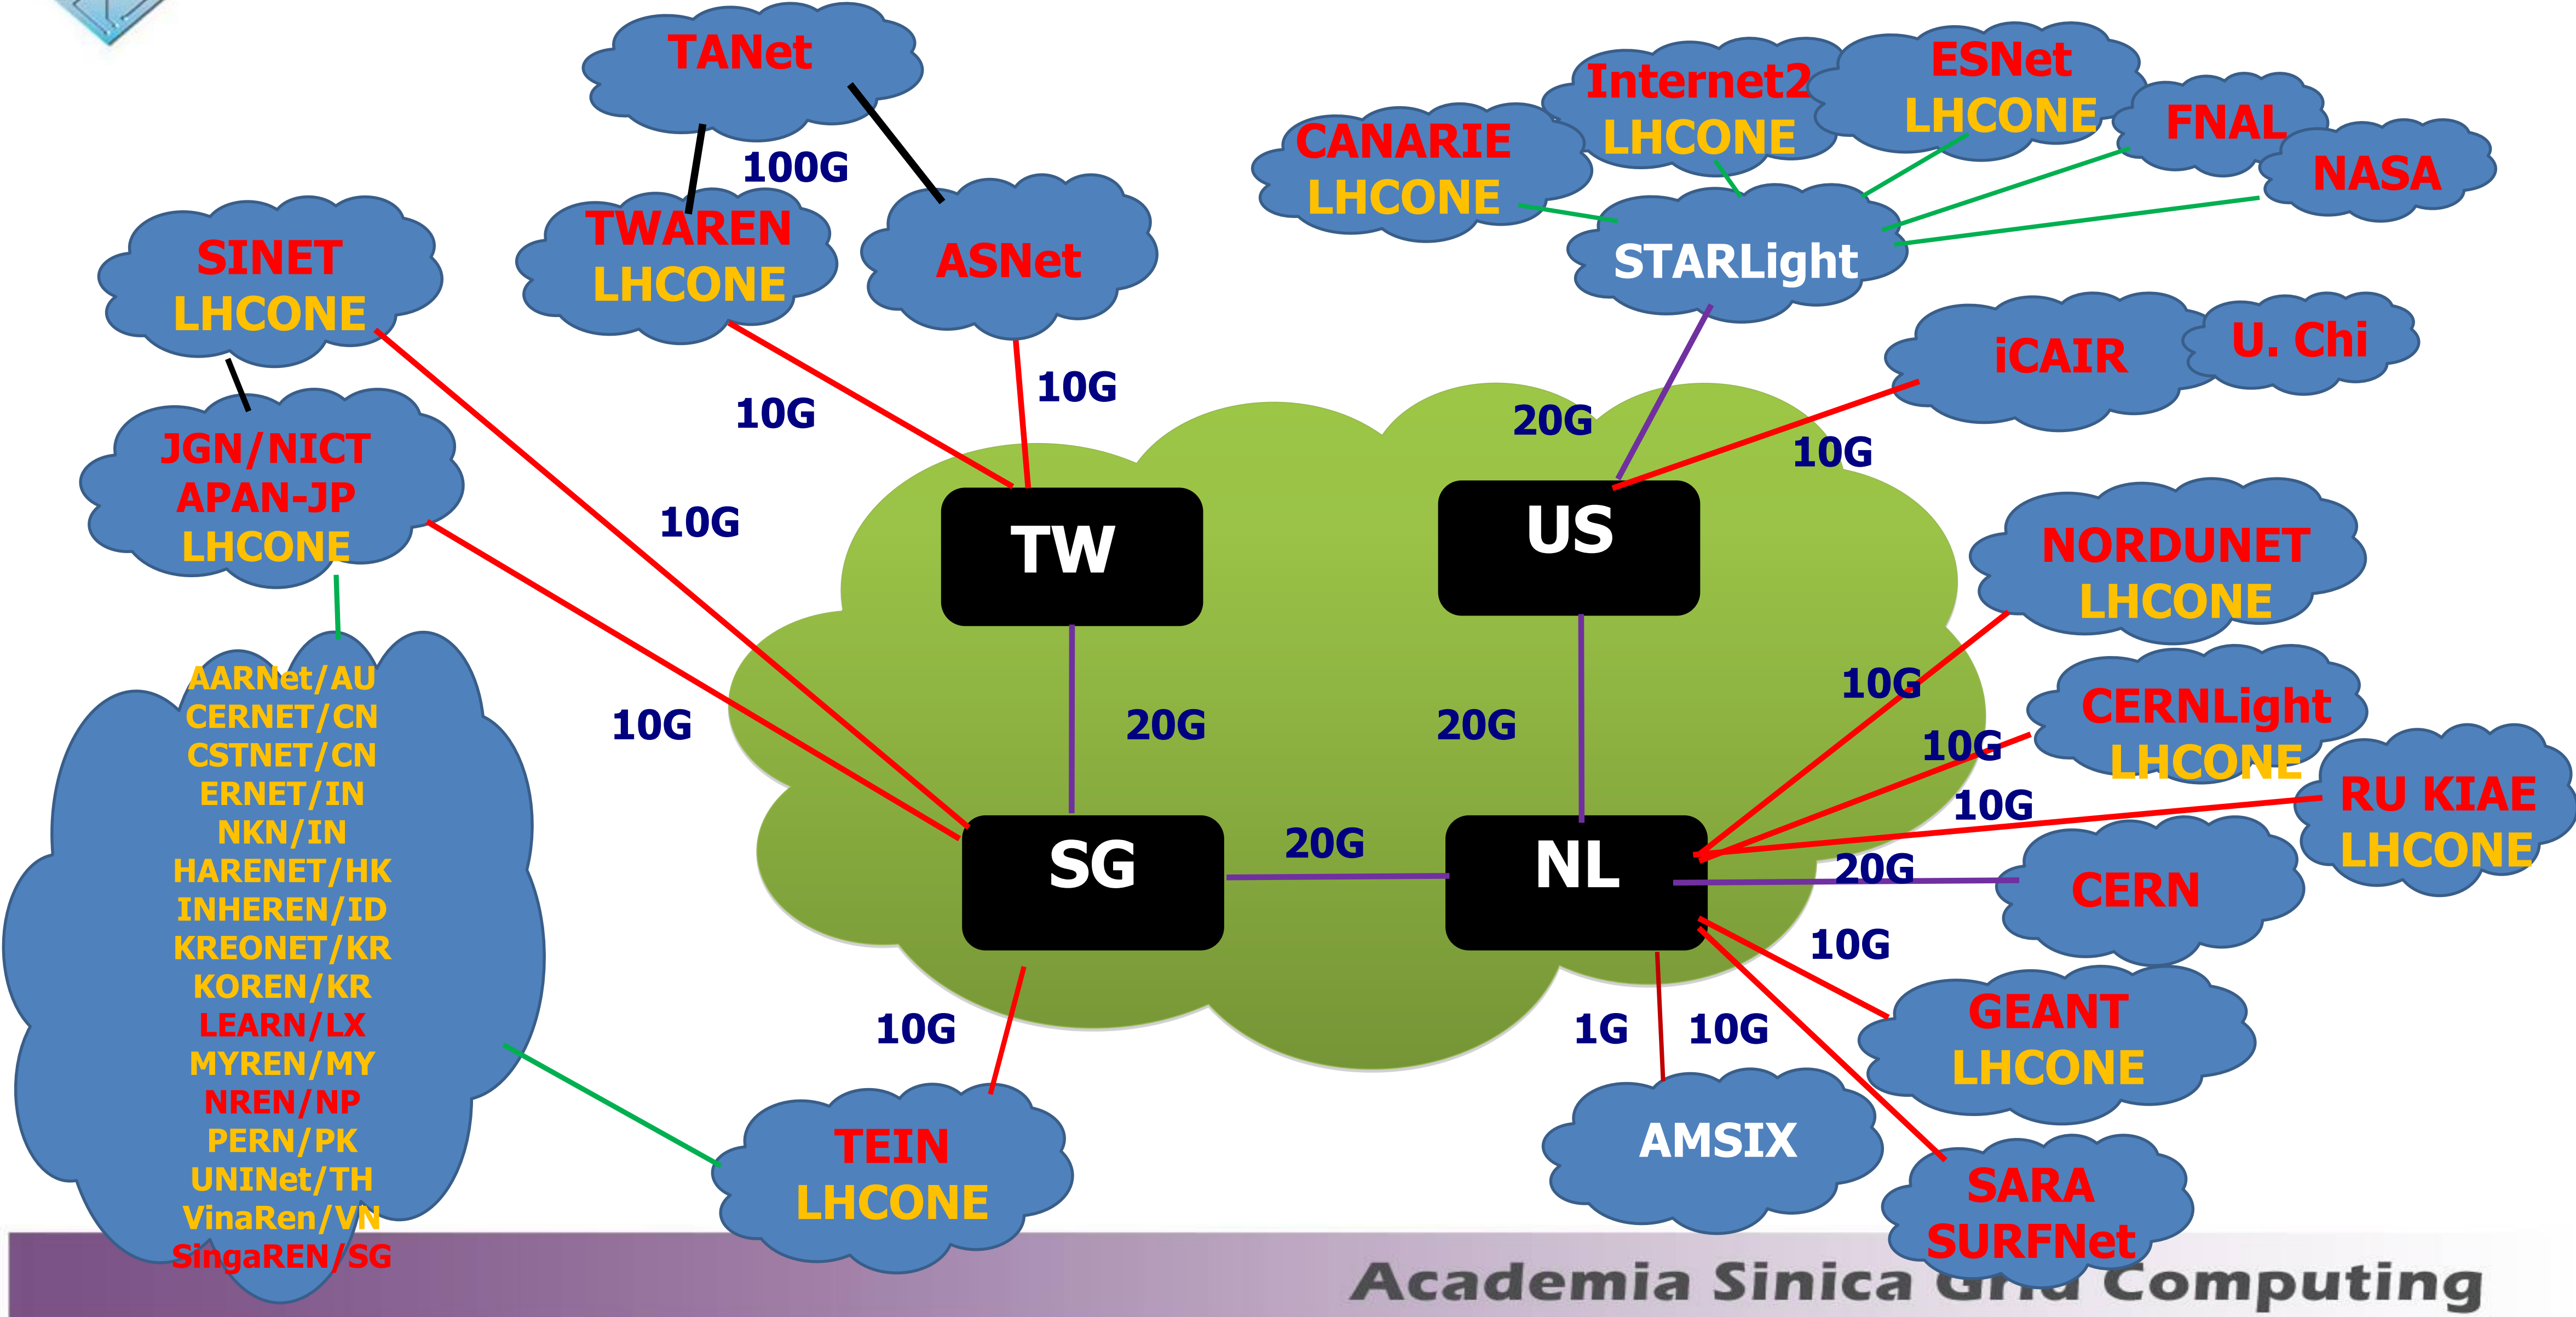 TANet
100G
TWAREN
LHCONE
ASNet
SINET
LHCONE
JGN/NICT
APAN-JP
LHCONE
AARNet/AU
CERNET/CN
CSTNET/CN
ERNET/IN
NKN/IN
HARENET/HK
INHEREN/ID
KREONET/KR
KOREN/KR
LEARN/LX
MYREN/MY
NREN/NP
PERN/PK
UNINet/TH
VinaRen/VN
SingaREN/SG
10G
10G
10G
10G
CANARIE
LHCONE
Internet2
LHCONE
ESNet
LHCONE
FNAL
NASA
STARLight
iCAIR
U. Chi
20G
10G
TW
US
20G
20G
SG
20G
NL
NORDUNET
LHCONE
10G
CERNLight
LHCONE
10G
RU KIAE
LHCONE
10G
CERN
20G
GEANT
LHCONE
10G
SARA
SURFNet
10G
1G
AMSIX
10G
TEIN
LHCONE
Academia Sinica Grid Computing